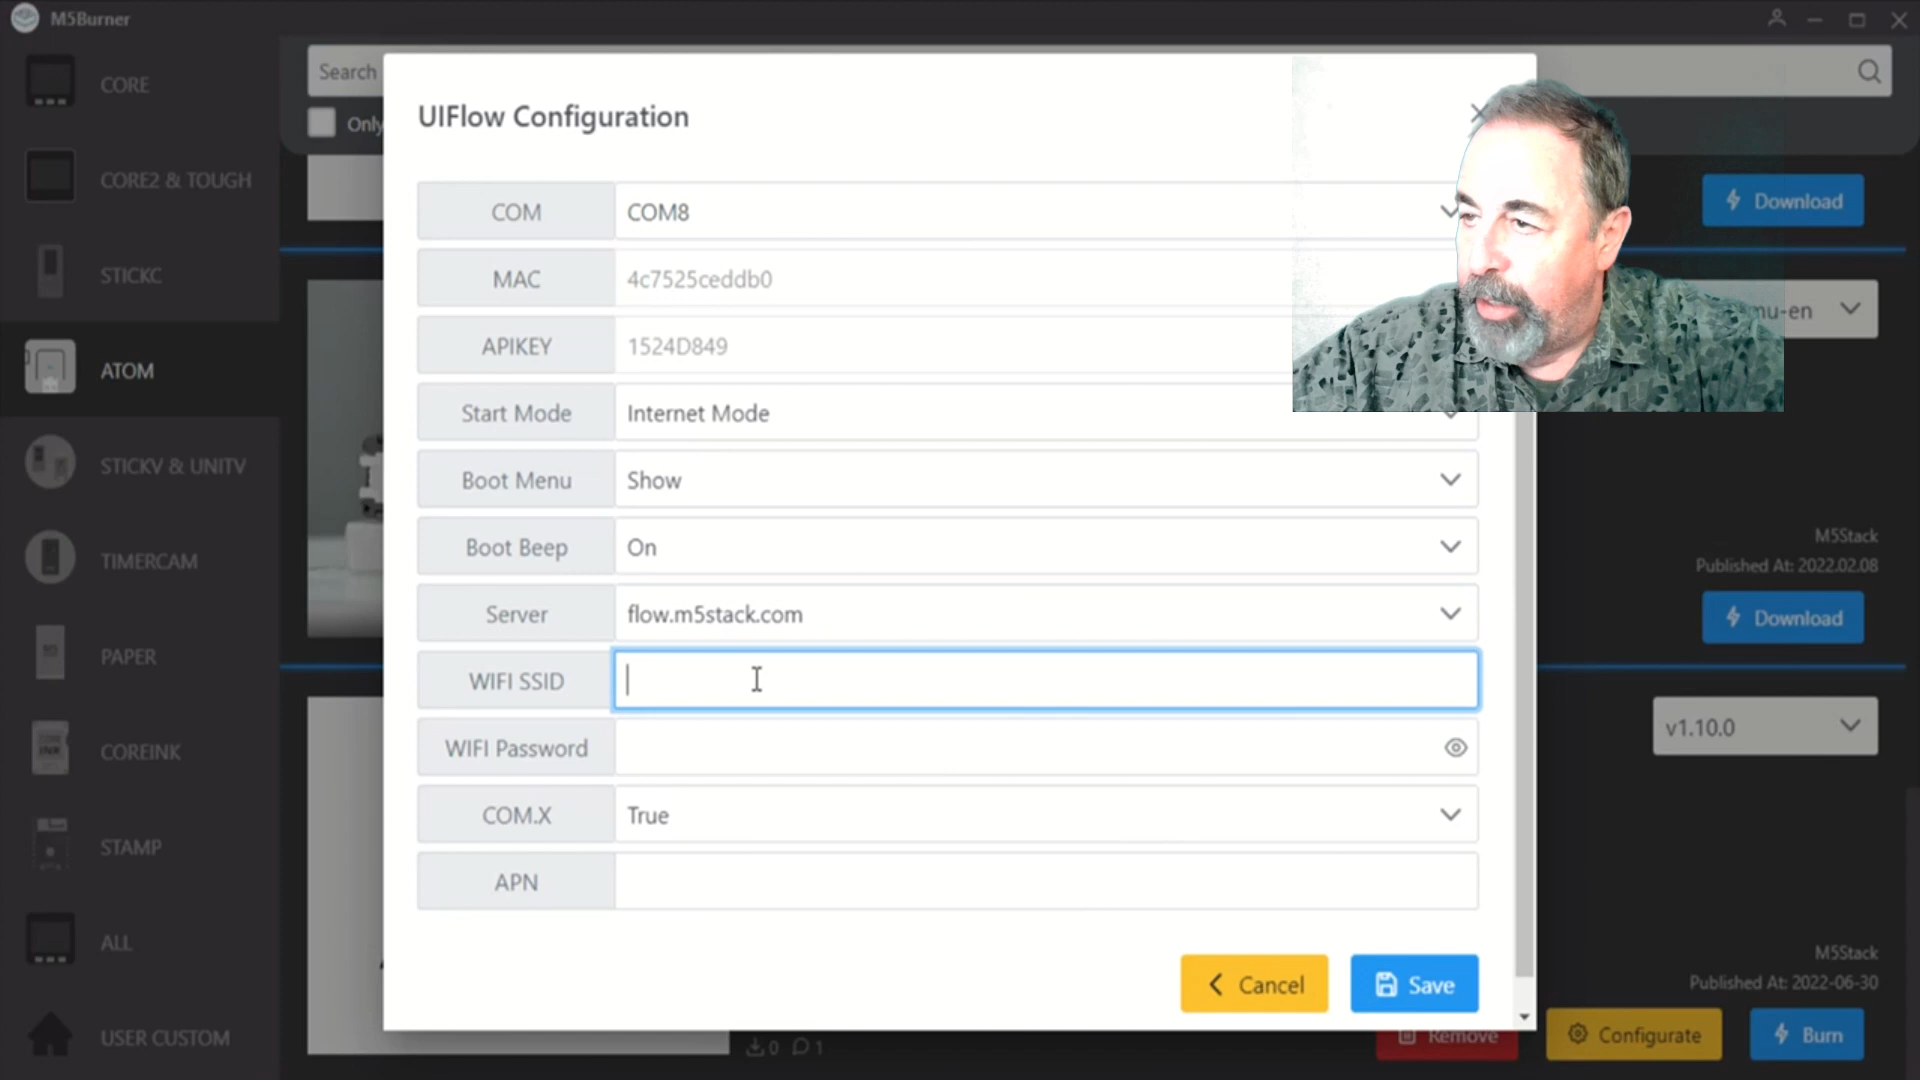 M5Burner
CORE
CORE2 & TOUGH
STICKC
ATOM
STICKV & UNITV
TIMERCAM
PAPER
COREINK
STAMP
ALL
USER CUSTOM
Search
Only
UIFlow Configuration
COM
COM8
MAC
4c7525ceddb0
APIKEY
1524D849
Start Mode
Internet Mode
Boot Menu
Show
Boot Beep
On
Server
flow.m5stack.com
WIFI SSID
WIFI Password
COM.X
True
APN
Cancel
Save
Download
nu-en
M5Stack
Published At: 2022.02.08
Download
v1.10.0
M5Stack
Published At: 2022-06-30
0 1
Remove
Configurate
Burn